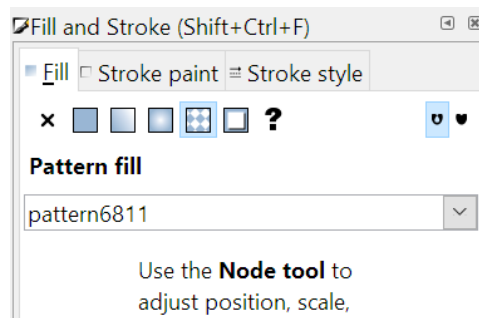 Fill and Stroke (Shift+Ctrl+F)
Fill Stroke paint Stroke style
?
Pattern fill
pattern6811
Use the Node tool to
adjust position, scale,